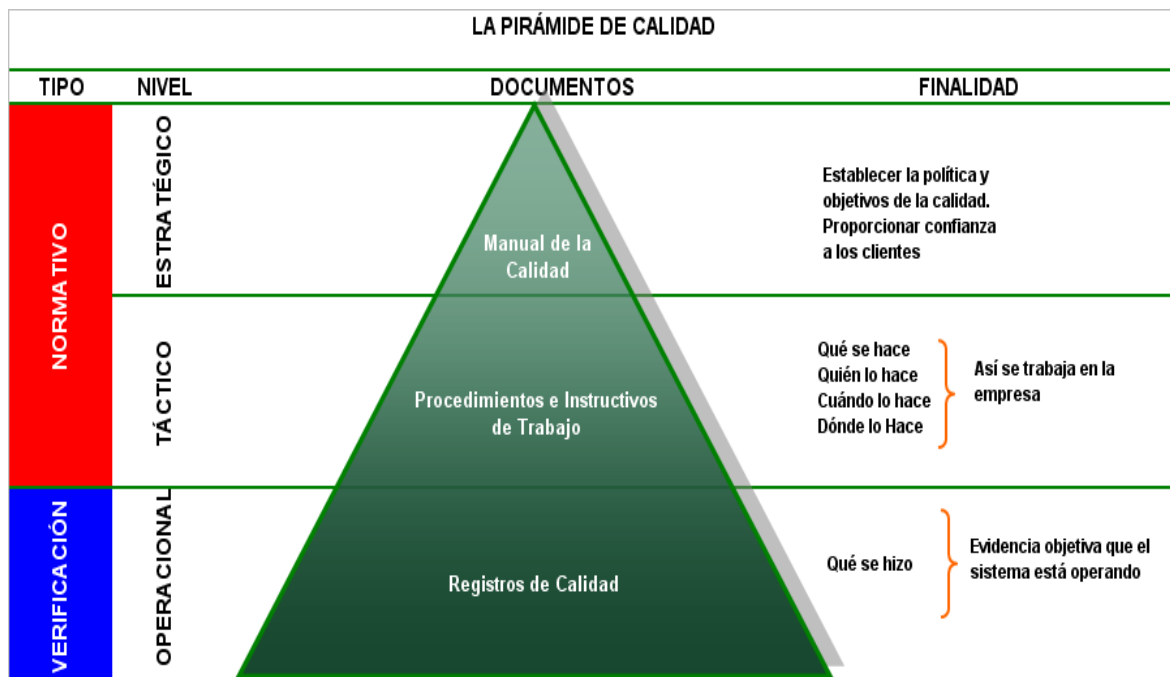 LA PIRÁMIDE DE CALIDAD
TIPO NIVEL DOCUMENTOS FINALIDAD
NORMATIVO
ESTRATÉGICO
Manual de la
Calidad
Establecer la política y
objetivos de la calidad.
Proporcionar confianza
a los clientes
TÁCTICO
Procedimientos e Instructivos
de Trabajo
Qué se hace
Quién lo hace
Cuándo lo hace
Dónde lo Hace
Así se trabaja en la
empresa
VERIFICACIÓN
OPERACIONAL
Registros de Calidad
Qué se hizo
Evidencia objetiva que el
sistema está operando